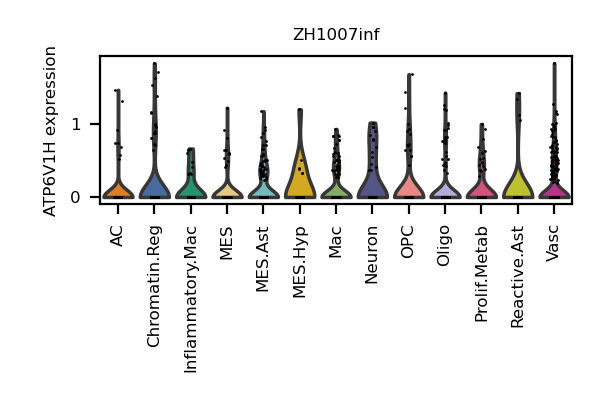 ZH1007inf
ATP6V1H expression
1
0
AC
Chromatin.Reg
Inflammatory.Mac
MES
MES.Ast
MES.Hyp
Mac
Neuron
OPC
Oligo
Prolif.Metab
Reactive.Ast
Vasc